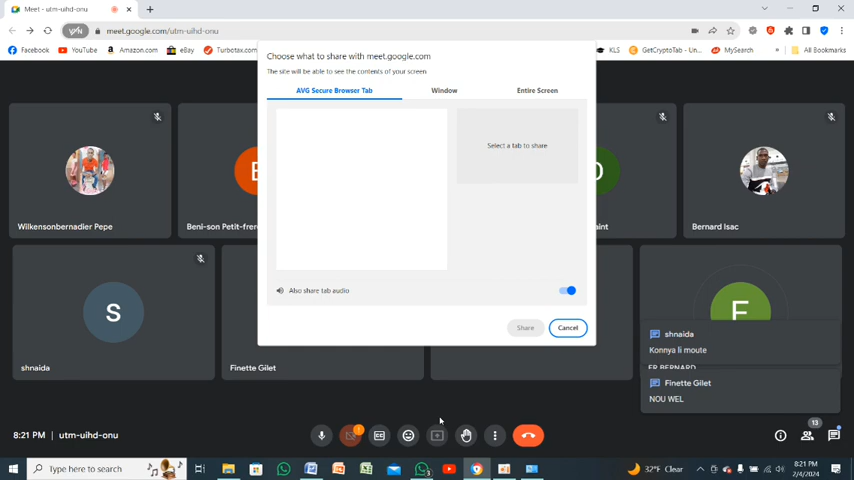 Meet - utm-uihd-onu
VPN
meet.google.com/utm-uihd-onu
Facebook
YouTube
Amazon.com
eBay
Turbotax.com
KLS
GetCryptoTab - Un...
MySearch
»
All Bookmarks
Choose what to share with meet.google.com
The site will be able to see the contents of your screen
AVG Secure Browser Tab
Window
Entire Screen
Select a tab to share
Also share tab audio
Share
Cancel
Wilkensonbernadier Pepe
Beni-son Petit-frer
aint
Bernard Isac
S
shnaida
Finette Gilet
shnaida
Konnya li moute
FR BERNARD
Finette Gilet
NOU WEL
8:21 PM | utm-uihd-onu
13
Type here to search
32°F Clear
8:21 PM
2/4/2024